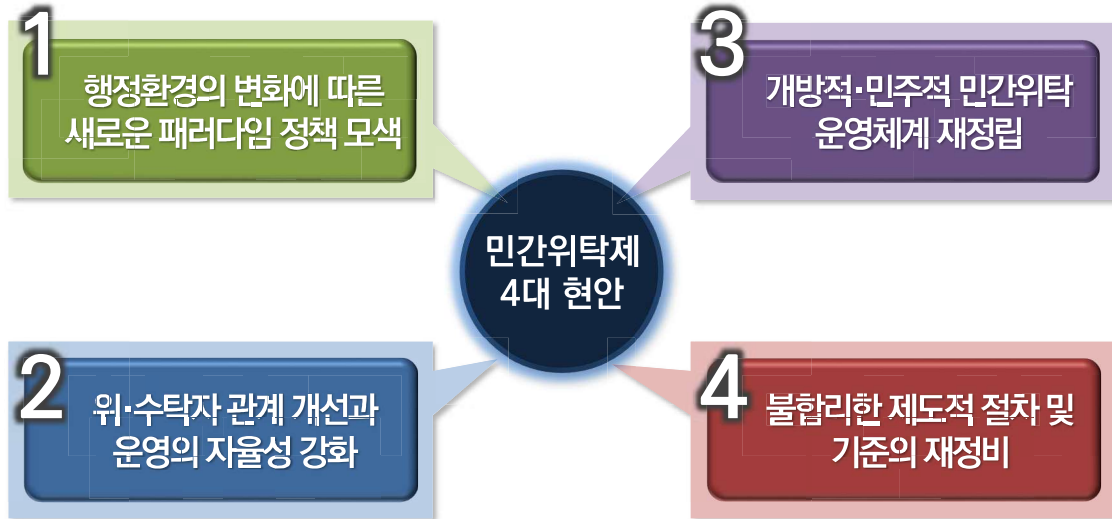 1
행정환경의 변화에 따른
새로운 패러다임 정책 모색
2
위·수탁자 관계 개선과
운영의 자율성 강화
민간위탁제
4대 현안
3
개방적·민주적 민간위탁
운영체계 재정립
4
불합리한 제도적 절차 및
기준의 재정비